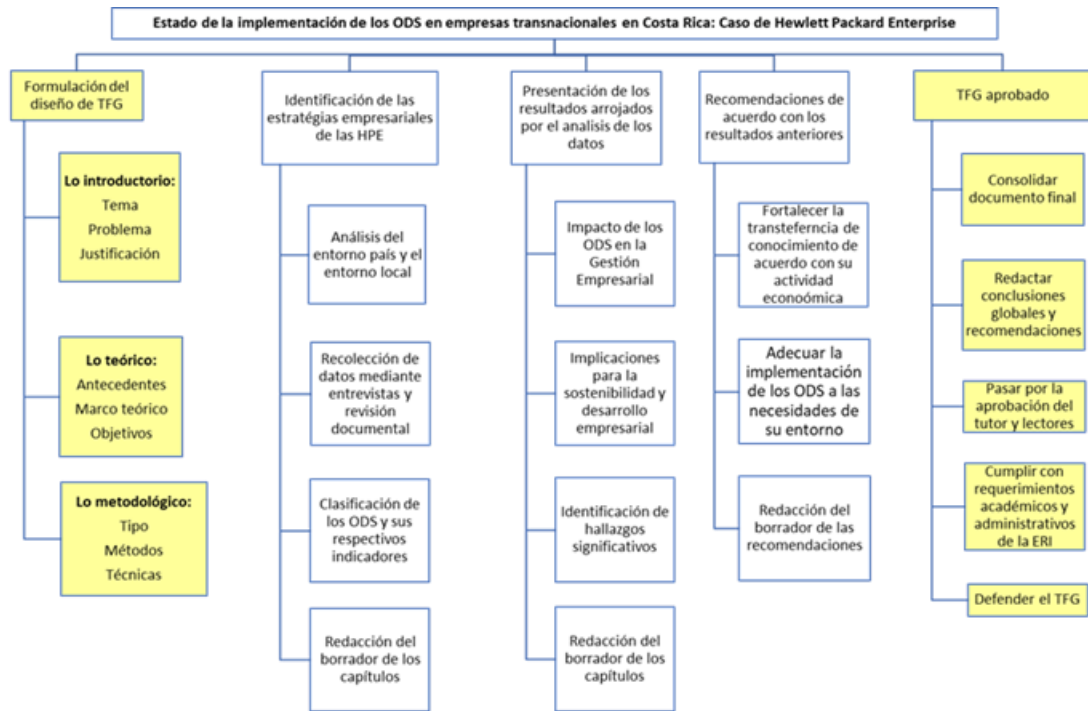 Estado de la implementación de los ODS en empresas transnacionales en Costa Rica: Caso de Hewlett Packard Enterprise
Formulación del
diseño de TFG
Lo introductorio:
Tema
Problema
Justificación
Lo teórico:
Antecedentes
Marco teórico
Objetivos
Lo metodológico:
Tipo
Métodos
Técnicas
Identificación de las
estratégias empresariales
de las HPE
Análisis del
entorno país y el
entorno local
Recolección de
datos mediante
entrevistas y
revisión
documental
Clasificación de
los ODS y sus
respectivos
indicadores
Redacción del
borrador de los
capítulos
Presentación de los
resultados arrojados
por el analisis de los
datos
Impacto de los
ODS en la
Gestión
Empresarial
Implicaciones
para la
sostenibilidad y
desarrollo
empresarial
Identificación de
hallazgos
significativos
Redacción del
borrador de los
capítulos
Recomendaciones de
acuerdo con los
resultados anteriores
Fortalecer la
transteferncia de
conocimiento de
acuerdo con su
actividad
econoómica
Adecuar la
implementación
de los ODS a las
necesidades de
su entorno
Redacción del
borrador de las
recomendaciones
TFG aprobado
Consolidar
documento final
Redactar
conclusiones
globales y
recomendaciones
Pasar por la
aprobación del
tutor y lectores
Cumplir con
requerimientos
académicos y
administrativos
de la ERI
Defender el TFG